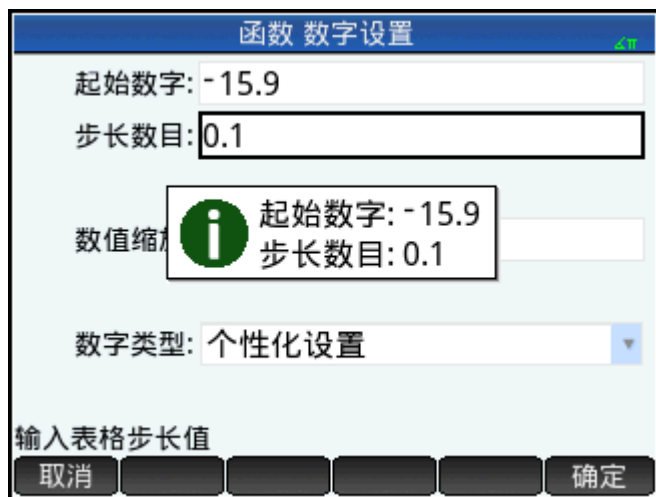 函数 数字设置
∡π
起始数字: -15.9
步长数目: 0.1
起始数字: -15.9
步长数目: 0.1
数值缩
数字类型: 个性化设置
输入表格步长值
取消
确定